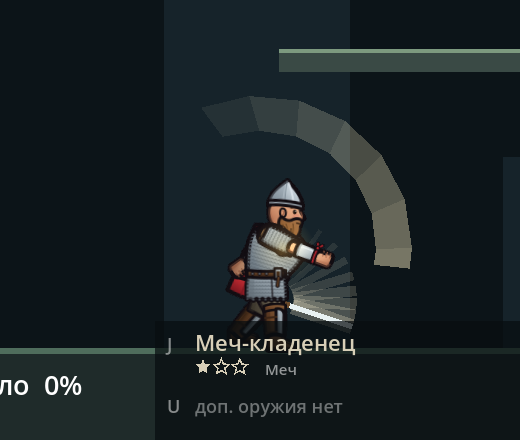 J Меч-кладенец
★☆☆ Меч
ло 0%
U доп. оружия нет